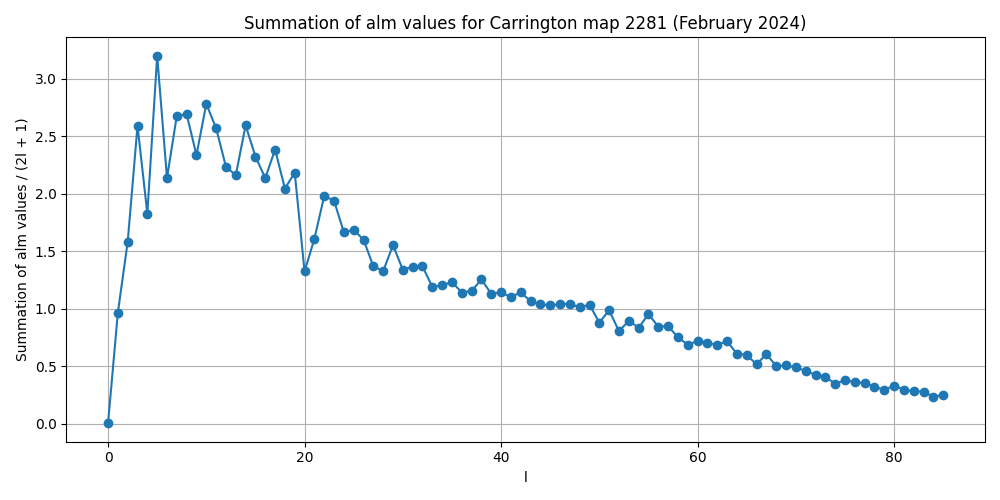 Summation of alm values for Carrington map 2281 (February 2024)
Summation of alm values / (2l + 1)
3.0
2.5
2.0
1.5
1.0
0.5
0.0
0 20 40 60 80
l